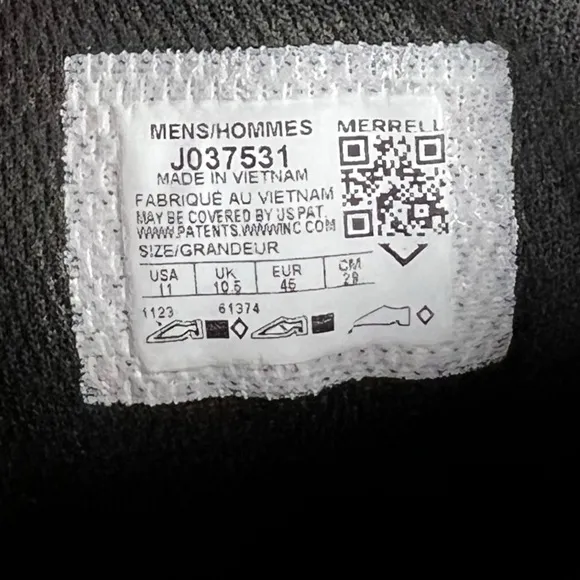 MENS/HOMMES MERRELL
J037531
MADE IN VIETNAM
FABRIQUÉ AU VIETNAM
MAY BE COVERED BY US PAT.
WWW.PATENTS.WWWINC.COM
SIZE/GRANDEUR
USA UK EUR CM
11 10.5 45 29
1123 61374